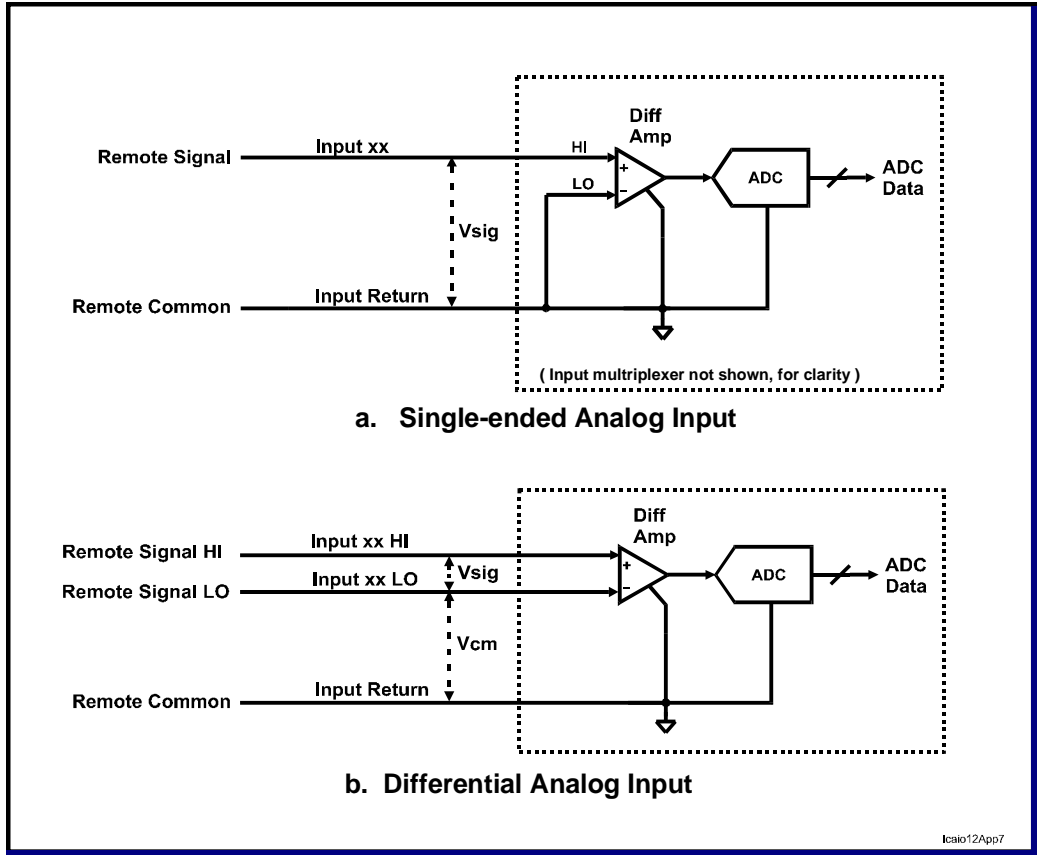 Diff
Amp
Remote Signal
Input xx
HI
+
ADC
ADC
Data
LO
−
Vsig
Remote Common
Input Return
( Input multriplexer not shown, for clarity )
a. Single-ended Analog Input
Diff
Amp
Remote Signal HI
Input xx HI
+
Vsig
ADC
ADC
Data
Remote Signal LO
Input xx LO
−
Vcm
Remote Common
Input Return
b. Differential Analog Input
Icaio12App7